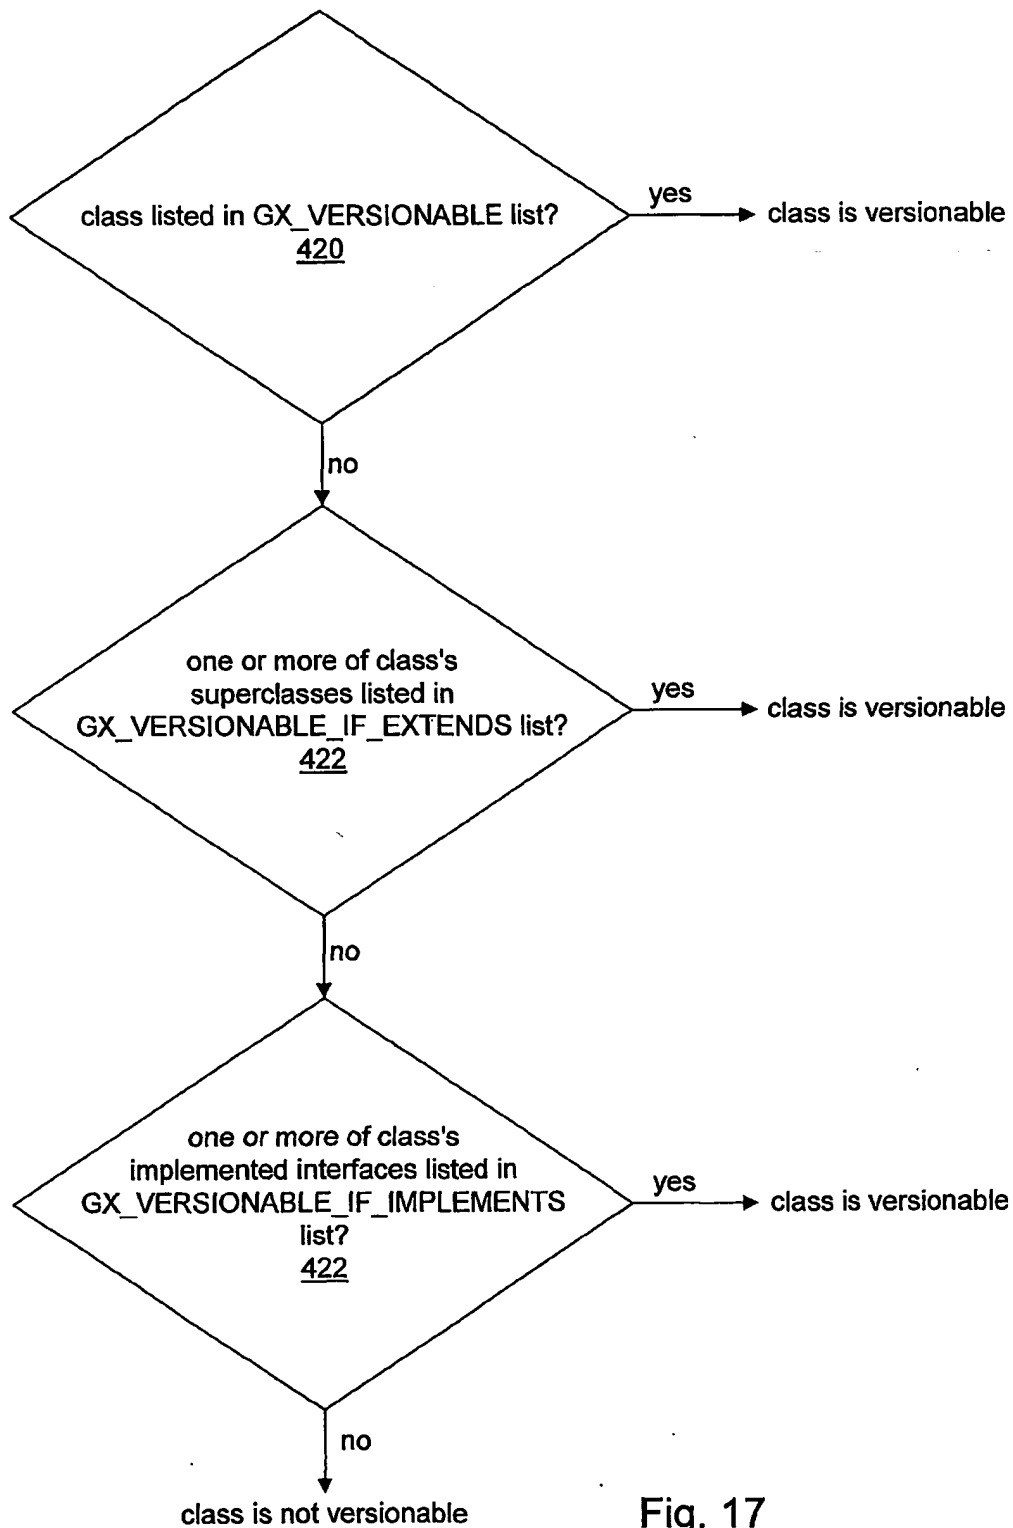 class listed in GX_VERSIONABLE list?
420
yes
class is versionable
no
one or more of class's
superclasses listed in
GX_VERSIONABLE_IF_EXTENDS list?
422
yes
class is versionable
no
one or more of class's
implemented interfaces listed in
GX_VERSIONABLE_IF_IMPLEMENTS
list?
422
yes
class is versionable
no
class is not versionable
Fig. 17